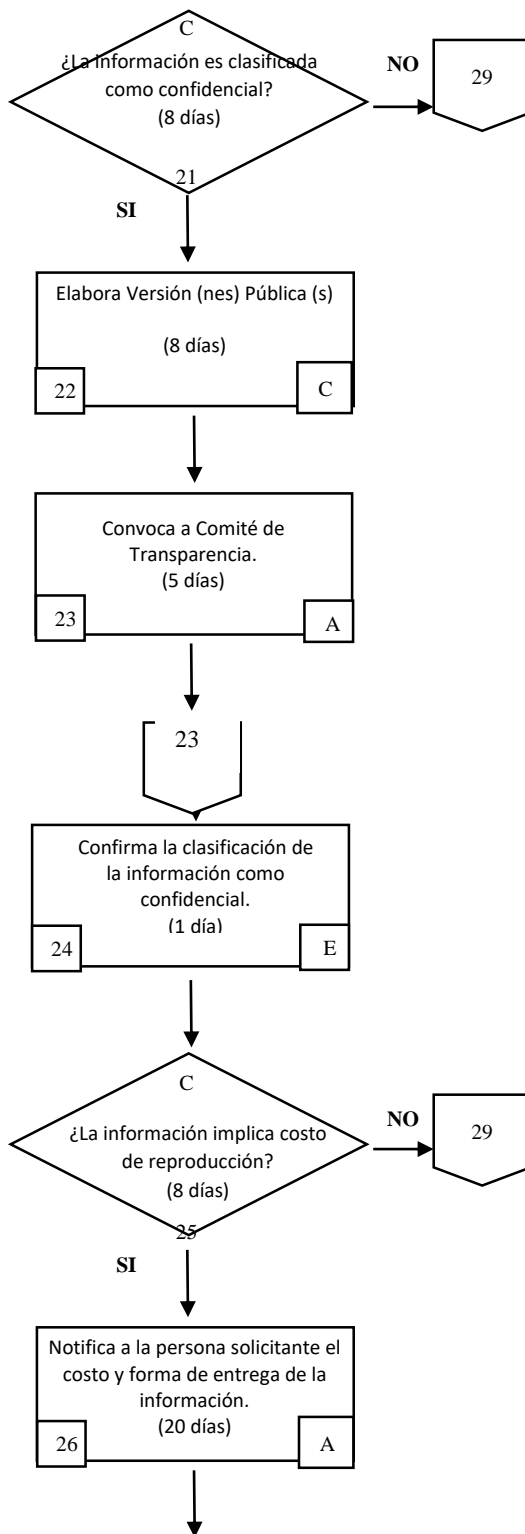 C
¿La información es clasificada
como confidencial?
(8 días)
21
NO
29
SI
Elabora Versión (nes) Pública (s)
(8 días)
22
C
Convoca a Comité de
Transparencia.
(5 días)
23
A
23
Confirma la clasificación de
la información como
confidencial.
(1 día)
24
E
C
¿La información implica costo
de reproducción?
(8 días)
25
NO
29
SI
Notifica a la persona solicitante el
costo y forma de entrega de la
información.
(20 días)
26
A